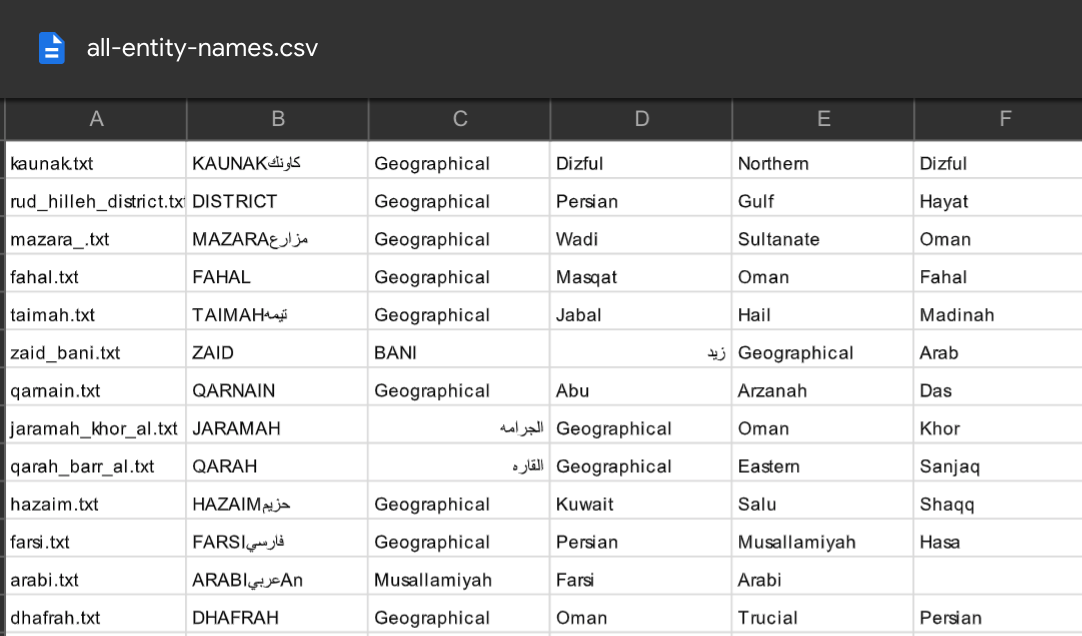 all-entity-names.csv
A B C D E F
kaunak.txt KAUNAKكاونك Geographical Dizful Northern Dizful
rud_hilleh_district.txt DISTRICT Geographical Persian Gulf Hayat
mazara_.txt MAZARAمزارع Geographical Wadi Sultanate Oman
fahal.txt FAHAL Geographical Masqat Oman Fahal
taimah.txt TAIMAHتيمه Geographical Jabal Hail Madinah
zaid_bani.txt ZAID BANI زيد Geographical Arab
qarnain.txt QARNAIN Geographical Abu Arzanah Das
jaramah_khor_al.txt JARAMAH الجرامه Geographical Oman Khor
qarah_barr_al.txt QARAH القاره Geographical Eastern Sanjaq
hazaim.txt HAZAIMحزيم Geographical Kuwait Salu Shaqq
farsi.txt FARSIفارسي Geographical Persian Musallamiyah Hasa
arabi.txt ARABIعربيAn Musallamiyah Farsi Arabi
dhafrah.txt DHAFRAH Geographical Oman Trucial Persian